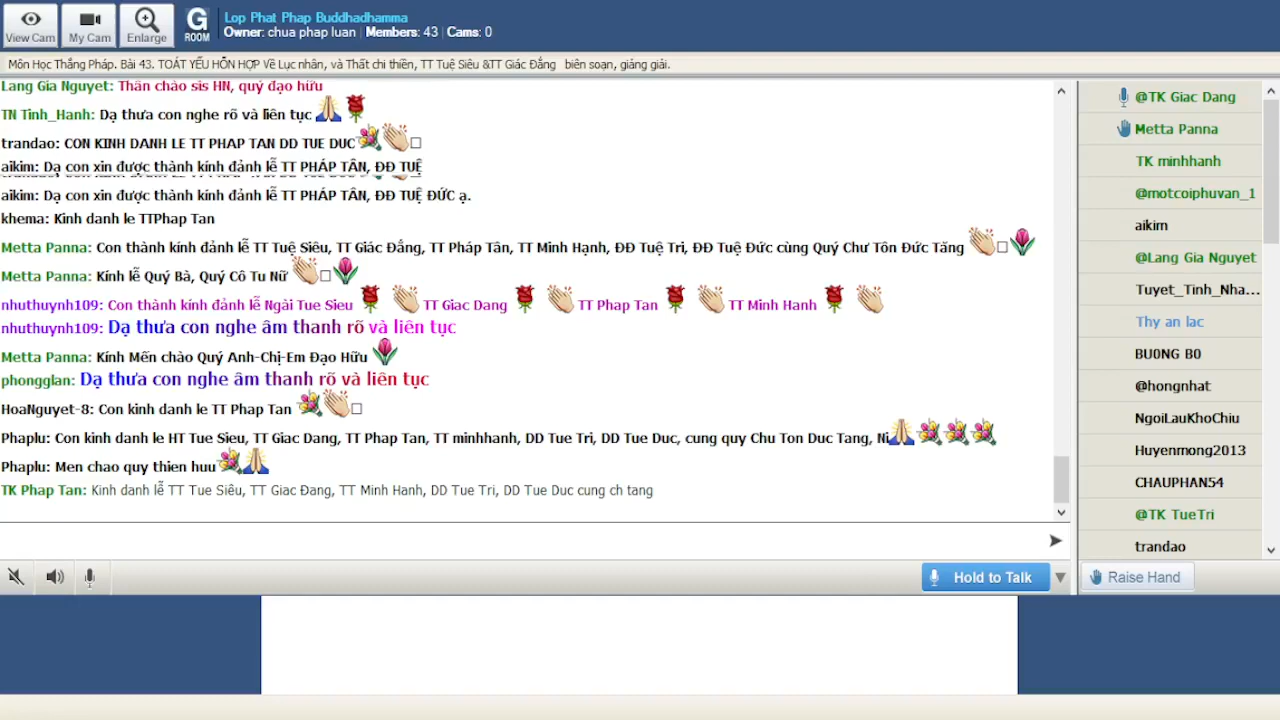 View Cam
My Cam
Enlarge
G
ROOM
Lop Phat Phap Buddhadhamma
Owner: chua phap luan | Members: 43 | Cams: 0
Môn Học Thắng Pháp. Bài 43. TOÁT YẾU HỖN HỢP Về Lục nhân, và Thất chi thiền, TT Tuệ Siêu &TT Giác Đẳng biên soạn, giảng giải.
Lang Gia Nguyet: Thân chào sis HN, quý đạo hữu
TN Tinh_Hanh: Dạ thưa con nghe rõ và liên tục
trandao: CON KINH DANH LE TT PHAP TAN DD TUE DUC
aikim: Dạ con xin được thành kính đảnh lễ TT PHÁP TÂN, ĐĐ TUỆ
aikim: Dạ con xin được thành kính đảnh lễ TT PHÁP TÂN, ĐĐ TUỆ ĐỨC ạ.
khema: Kinh danh le TTPhap Tan
Metta Panna: Con thành kính đảnh lễ TT Tuệ Siêu, TT Giác Đẳng, TT Pháp Tân, TT Minh Hạnh, ĐĐ Tuệ Tri, ĐĐ Tuệ Đức cùng Quý Chư Tôn Đức Tăng
Metta Panna: Kính lễ Quý Bà, Quý Cô Tu Nữ
nhuthuynh109: Con thành kính đảnh lễ Ngài Tue Sieu TT Giac Dang TT Phap Tan TT Minh Hanh
nhuthuynh109: Dạ thưa con nghe âm thanh rõ và liên tục
Metta Panna: Kính Mến chào Quý Anh-Chị-Em Đạo Hữu
phongglan: Dạ thưa con nghe âm thanh rõ và liên tục
HoaNguyet-8: Con kinh danh le TT Phap Tan
Phaplu: Con kinh danh le HT Tue Sieu, TT Giac Dang, TT Phap Tan, TT minhhanh, DD Tue Tri, DD Tue Duc, cung quy Chu Ton Duc Tang, Ni
Phaplu: Men chao quy thien huu
TK Phap Tan: Kinh danh lễ TT Tue Siêu, TT Giac Đang, TT Minh Hanh, DD Tue Tri, DD Tue Duc cung ch tang
@TK Giac Dang
Metta Panna
TK minhhanh
@motcoiphuvan_1
aikim
@Lang Gia Nguyet
Tuyet_Tinh_Nha...
Thy an lac
BU0NG B0
@hongnhat
NgoiLauKhoChiu
Huyenmong2013
CHAUPHAN54
@TK TueTri
trandao
Hold to Talk
Raise Hand